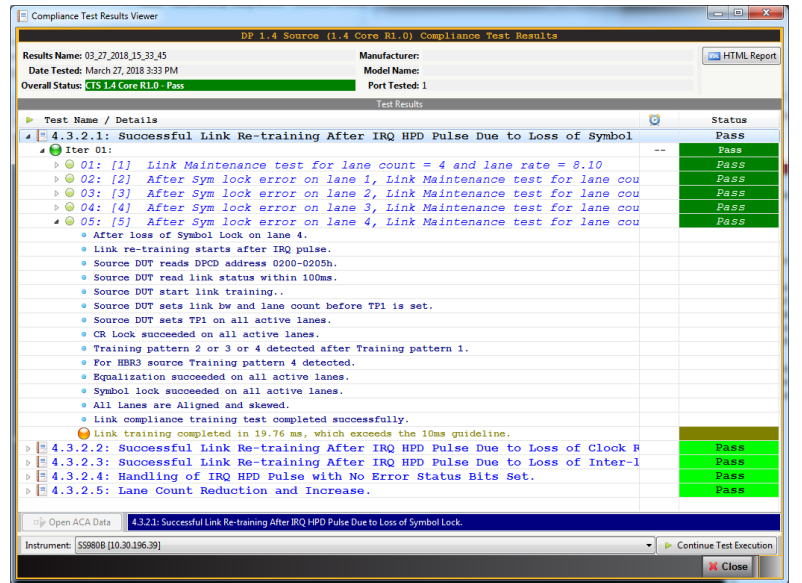 Compliance Test Results Viewer
DP 1.4 Source (1.4 Core R1.0) Compliance Test Results
Results Name: 03_27_2018_15_33_45
Manufacturer:
HTML Report
Date Tested: March 27, 2018 3:33 PM
Model Name:
Overall Status: CTS 1.4 Core R1.0 - Pass
Port Tested: 1
Test Results
Test Name / Details Status
4.3.2.1: Successful Link Re-training After IRQ HPD Pulse Due to Loss of Symbol Pass
Iter 01: -- Pass
01: [1] Link Maintenance test for lane count = 4 and lane rate = 8.10 Pass
02: [2] After Sym lock error on lane 1, Link Maintenance test for lane cou Pass
03: [3] After Sym lock error on lane 2, Link Maintenance test for lane cou Pass
04: [4] After Sym lock error on lane 3, Link Maintenance test for lane cou Pass
05: [5] After Sym lock error on lane 4, Link Maintenance test for lane cou Pass
After loss of Symbol Lock on lane 4.
Link re-training starts after IRQ pulse.
Source DUT reads DPCD address 0200-0205h.
Source DUT read link status within 100ms.
Source DUT start link training..
Source DUT sets link bw and lane count before TP1 is set.
Source DUT sets TP1 on all active lanes.
CR Lock succeeded on all active lanes.
Training pattern 2 or 3 or 4 detected after Training pattern 1.
For HBR3 source Training pattern 4 detected.
Equalization succeeded on all active lanes.
Symbol lock succeeded on all active lanes.
All Lanes are Aligned and skewed.
Link compliance training test completed successfully.
Link training completed in 19.76 ms, which exceeds the 10ms guideline.
4.3.2.2: Successful Link Re-training After IRQ HPD Pulse Due to Loss of Clock R Pass
4.3.2.3: Successful Link Re-training After IRQ HPD Pulse Due to Loss of Inter-l Pass
4.3.2.4: Handling of IRQ HPD Pulse with No Error Status Bits Set. Pass
4.3.2.5: Lane Count Reduction and Increase. Pass
Open ACA Data
4.3.2.1: Successful Link Re-training After IRQ HPD Pulse Due to Loss of Symbol Lock.
Instrument: SS980B [10.30.196.39]
Continue Test Execution
Close